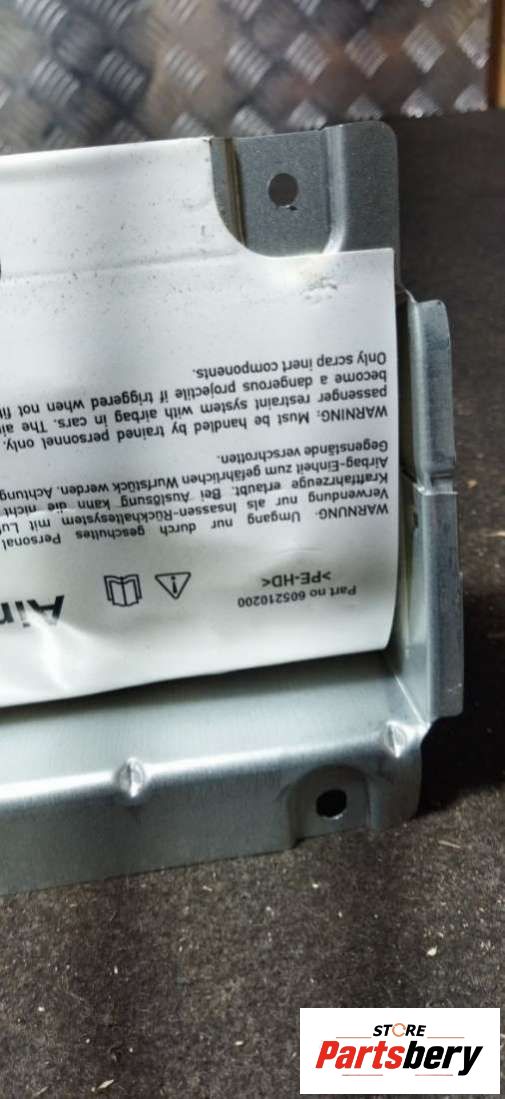 Part no 605210200
>PE-HD<
Air
WARNUNG: Umgang nur durch geschultes Personal
Verwendung nur als Insassen-Rückhaltesystem mit
Kraftfahrzeuge erlaubt. Bei Auslösung kann die nicht
Airbag-Einheit zum gefährlichen Wurfstück werden. Achtung
Gegenstände verschrotten.
WARNING: Must be handled by trained personnel only.
passenger restraint system with airbag in cars. The
become a dangerous projectile if triggered when not
Only scrap inert components.
STORE
Partsbery